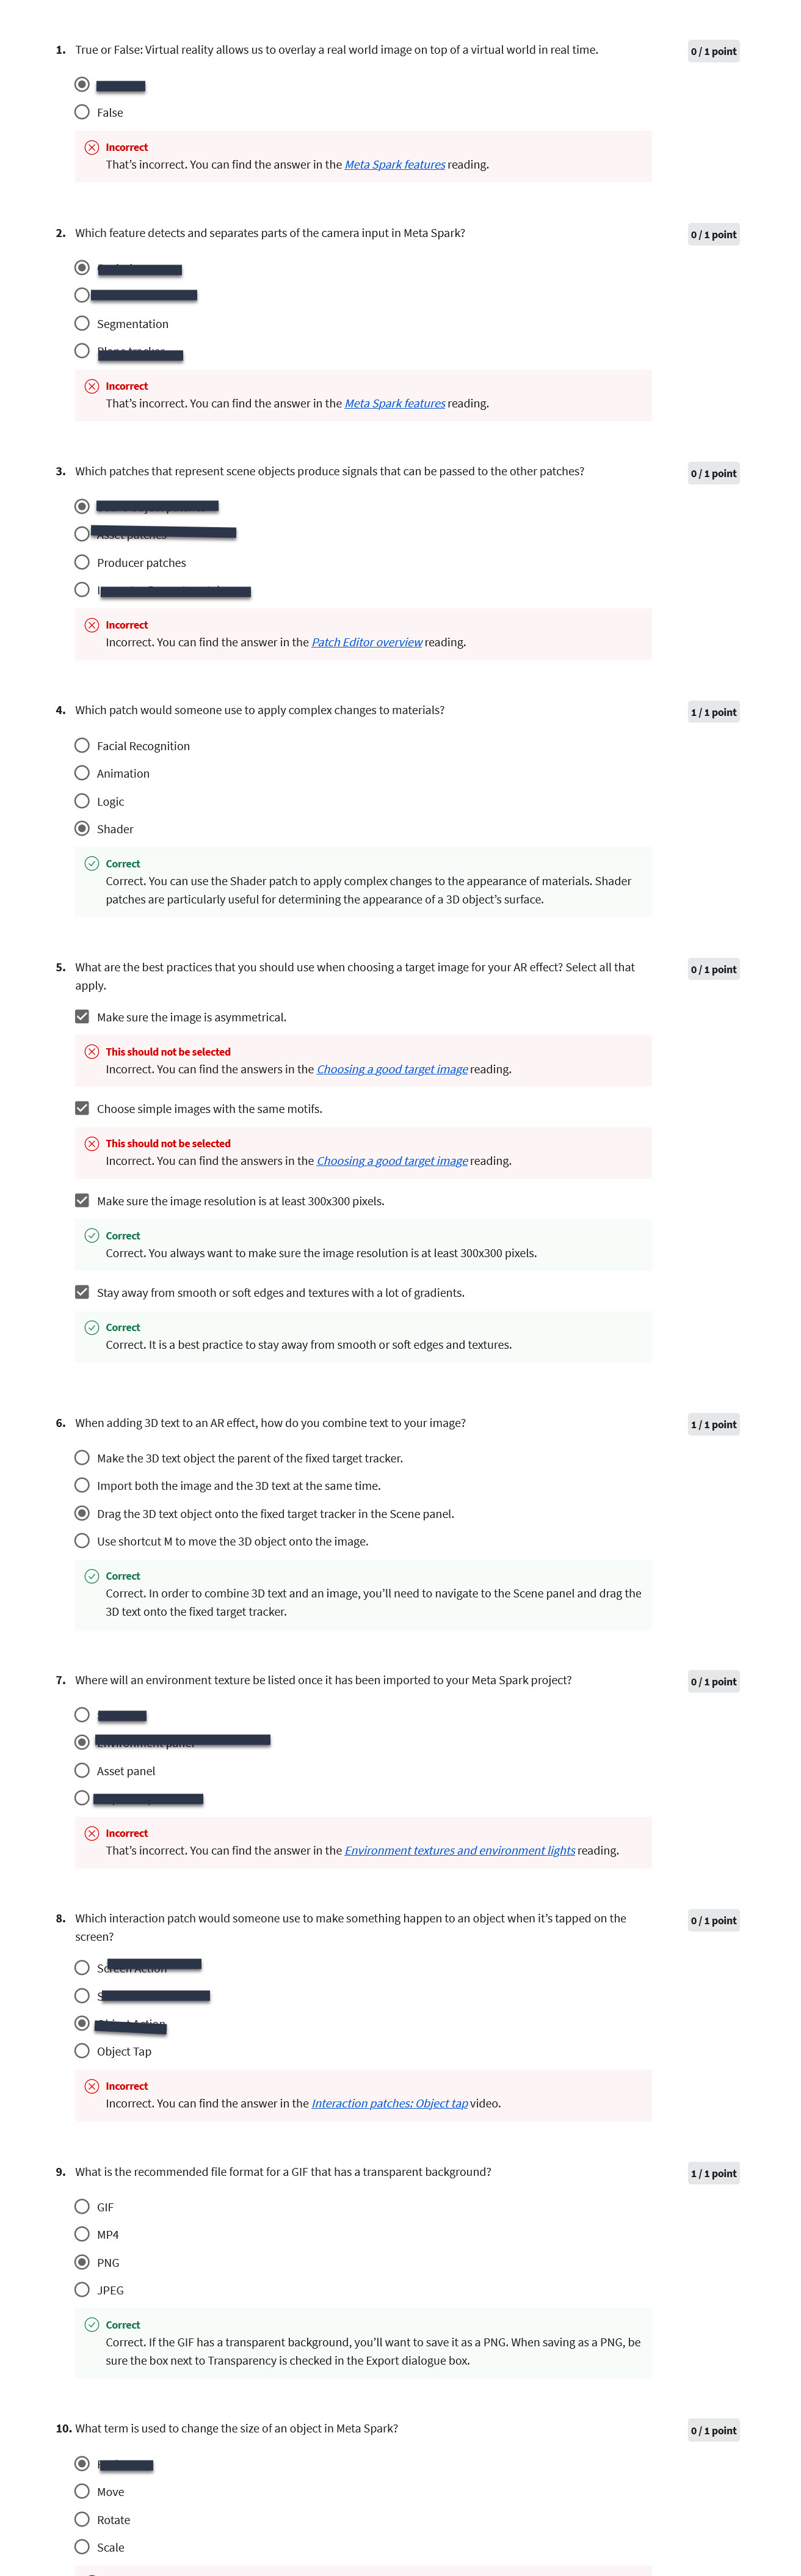 1. True or False: Virtual reality allows us to overlay a real world image on top of a virtual world in real time.
0 / 1 point
False
Incorrect
That's incorrect. You can find the answer in the Meta Spark features reading.
2. Which feature detects and separates parts of the camera input in Meta Spark?
0 / 1 point
Segmentation
Incorrect
That's incorrect. You can find the answer in the Meta Spark features reading.
3. Which patches that represent scene objects produce signals that can be passed to the other patches?
0 / 1 point
Producer patches
Incorrect
Incorrect. You can find the answer in the Patch Editor overview reading.
4. Which patch would someone use to apply complex changes to materials?
1 / 1 point
Facial Recognition
Animation
Logic
Shader
Correct
Correct. You can use the Shader patch to apply complex changes to the appearance of materials. Shader
patches are particularly useful for determining the appearance of a 3D object's surface.
5. What are the best practices that you should use when choosing a target image for your AR effect? Select all that
apply.
0 / 1 point
Make sure the image is asymmetrical.
This should not be selected
Incorrect. You can find the answers in the Choosing a good target image reading.
Choose simple images with the same motifs.
This should not be selected
Incorrect. You can find the answers in the Choosing a good target image reading.
Make sure the image resolution is at least 300x300 pixels.
Correct
Correct. You always want to make sure the image resolution is at least 300x300 pixels.
Stay away from smooth or soft edges and textures with a lot of gradients.
Correct
Correct. It is a best practice to stay away from smooth or soft edges and textures.
6. When adding 3D text to an AR effect, how do you combine text to your image?
1 / 1 point
Make the 3D text object the parent of the fixed target tracker.
Import both the image and the 3D text at the same time.
Drag the 3D text object onto the fixed target tracker in the Scene panel.
Use shortcut M to move the 3D object onto the image.
Correct
Correct. In order to combine 3D text and an image, you'll need to navigate to the Scene panel and drag the
3D text onto the fixed target tracker.
7. Where will an environment texture be listed once it has been imported to your Meta Spark project?
0 / 1 point
Asset panel
Incorrect
That's incorrect. You can find the answer in the Environment textures and environment lights reading.
8. Which interaction patch would someone use to make something happen to an object when it's tapped on the
screen?
0 / 1 point
Object Tap
Incorrect
Incorrect. You can find the answer in the Interaction patches: Object tap video.
9. What is the recommended file format for a GIF that has a transparent background?
1 / 1 point
GIF
MP4
PNG
JPEG
Correct
Correct. If the GIF has a transparent background, you'll want to save it as a PNG. When saving as a PNG, be
sure the box next to Transparency is checked in the Export dialogue box.
10. What term is used to change the size of an object in Meta Spark?
0 / 1 point
Move
Rotate
Scale